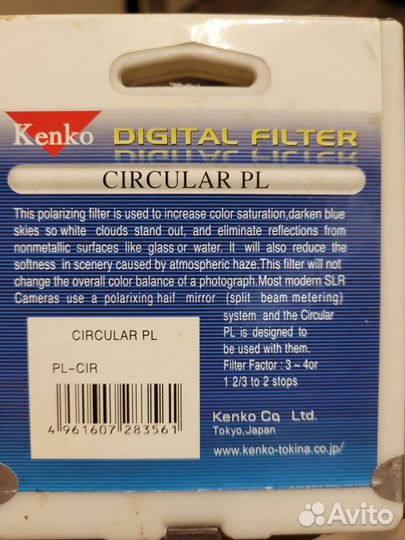 Kenko DIGITAL FILTER
CIRCULAR PL
This polarizing filter is used to increase color saturation,darken blue
skies so white clouds stand out, and eliminate reflections from
nonmetallic surfaces like glass or water. It will also reduce the
softness in scenery caused by atmospheric haze.This filter will not
change the overall color balance of a photograph.Most modern SLR
Cameras use a polarixing haif mirror (split beam metering)
system and the Circular
PL is designed to
be used with them.
Filter Factor : 3 ~ 4or
1 2/3 to 2 stops
CIRCULAR PL
PL-CIR
4 961607 283561
Kenko Co Ltd.
Tokyo,Japan
www.kenko-tokina.co.jp/
Avito